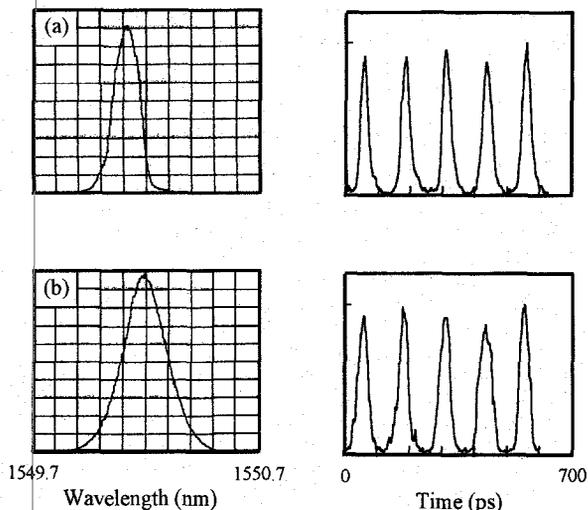 (a)
(b)
1549.7 1550.7
Wavelength (nm)
0 700
Time (ps)